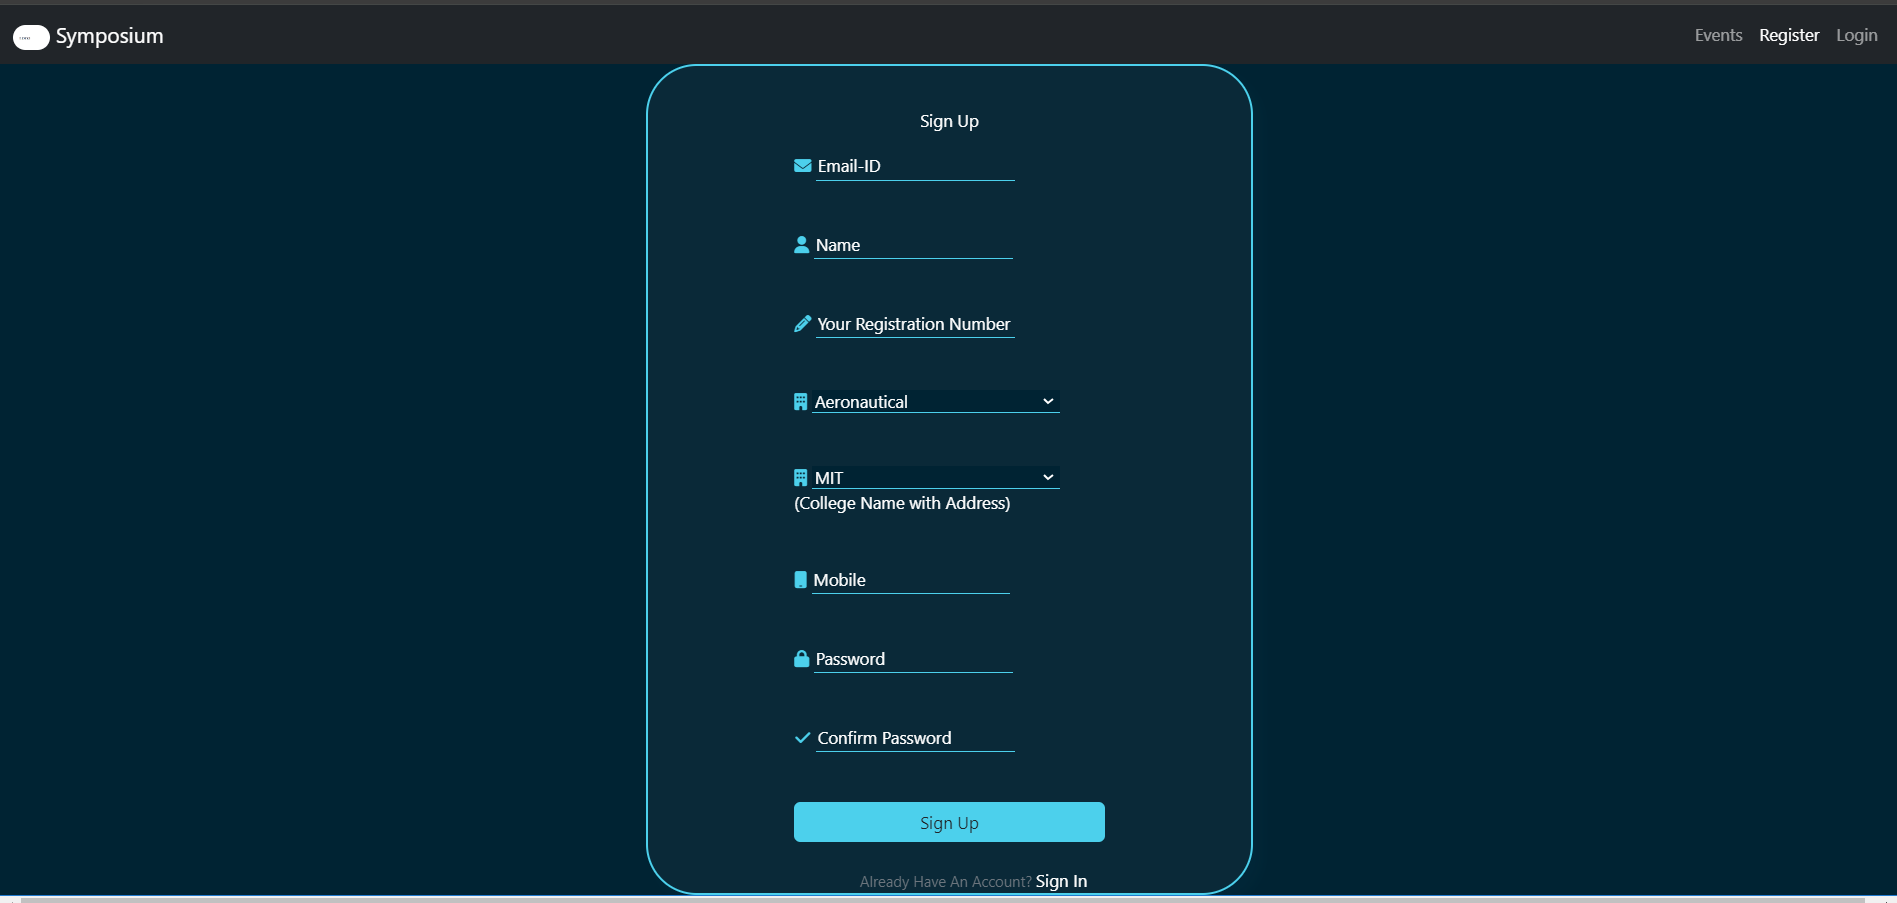 Symposium
Events Register Login
Sign Up
Email-ID
Name
Your Registration Number
Aeronautical
MIT
(College Name with Address)
Mobile
Password
Confirm Password
Sign Up
Already Have An Account? Sign In